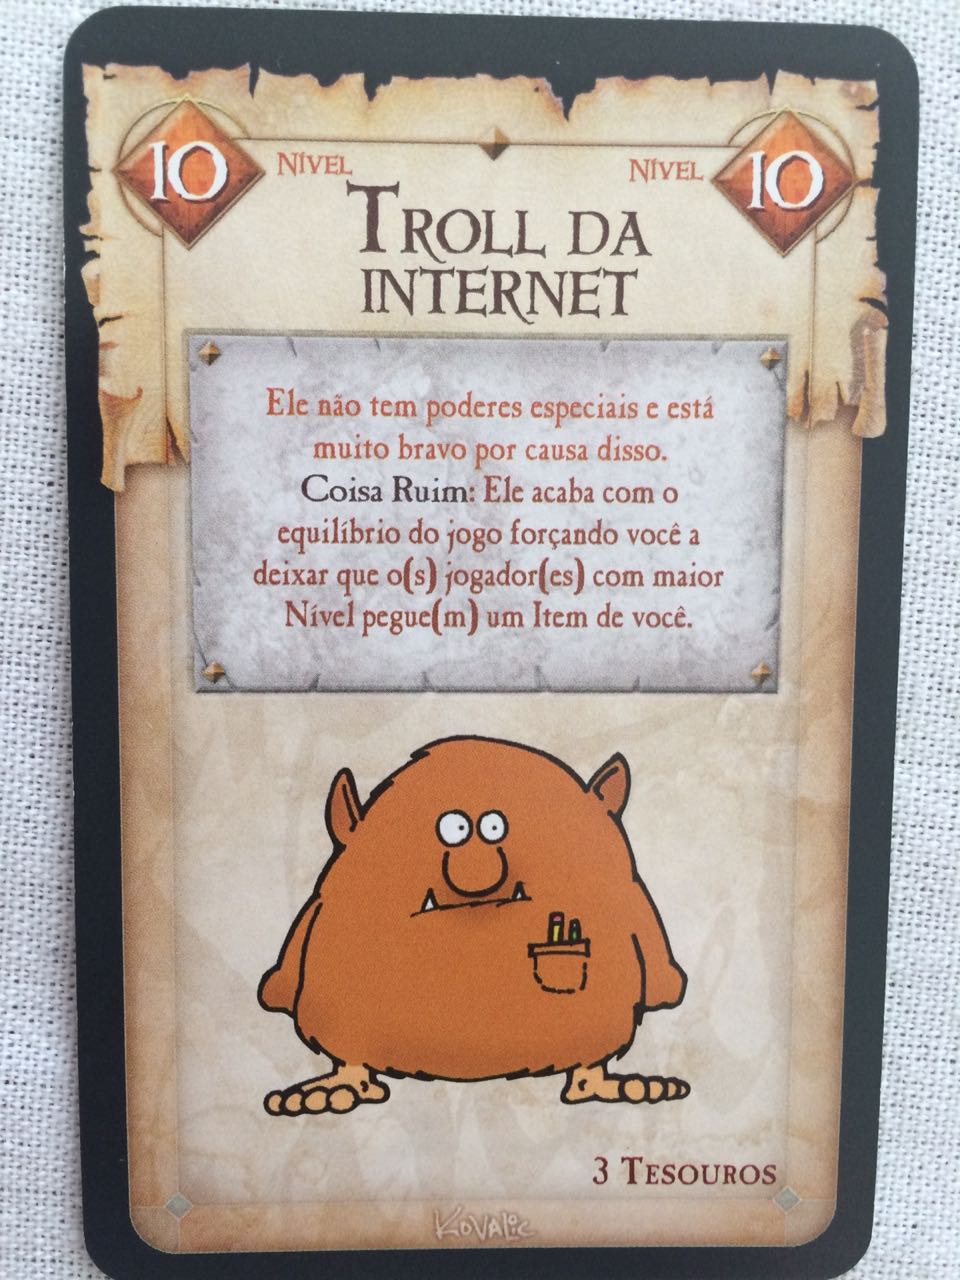 10 NÍVEL NÍVEL 10
TROLL DA
INTERNET
Ele não tem poderes especiais e está
muito bravo por causa disso.
Coisa Ruim: Ele acaba com o
equilíbrio do jogo forçando você a
deixar que o(s) jogador(es) com maior
Nível pegue(m) um Item de você.
3 TESOUROS
KOVALIC